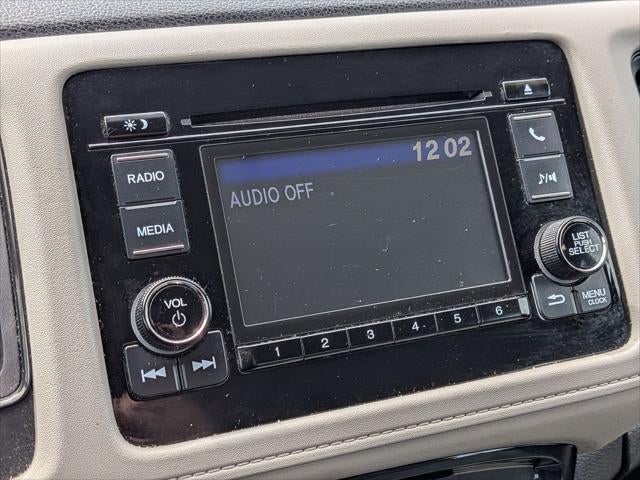 12 02
AUDIO OFF
RADIO
MEDIA
VOL
LIST
PUSH
SELECT
MENU
CLOCK
1 2 3 4 5 6